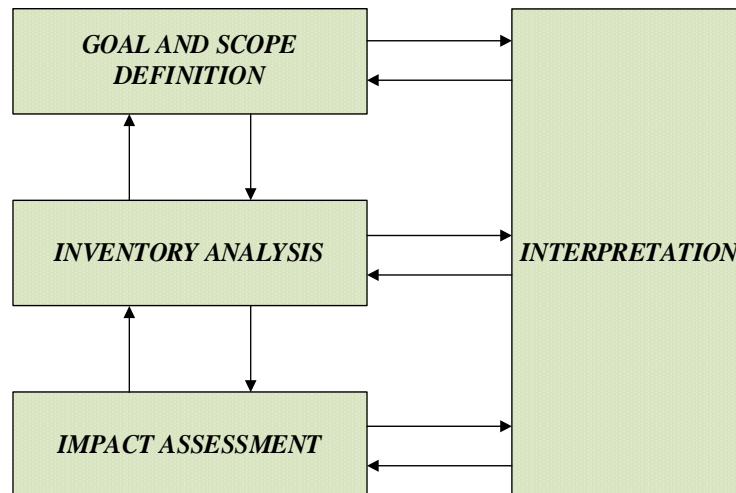 GOAL AND SCOPE
DEFINITION
INVENTORY ANALYSIS
INTERPRETATION
IMPACT ASSESSMENT